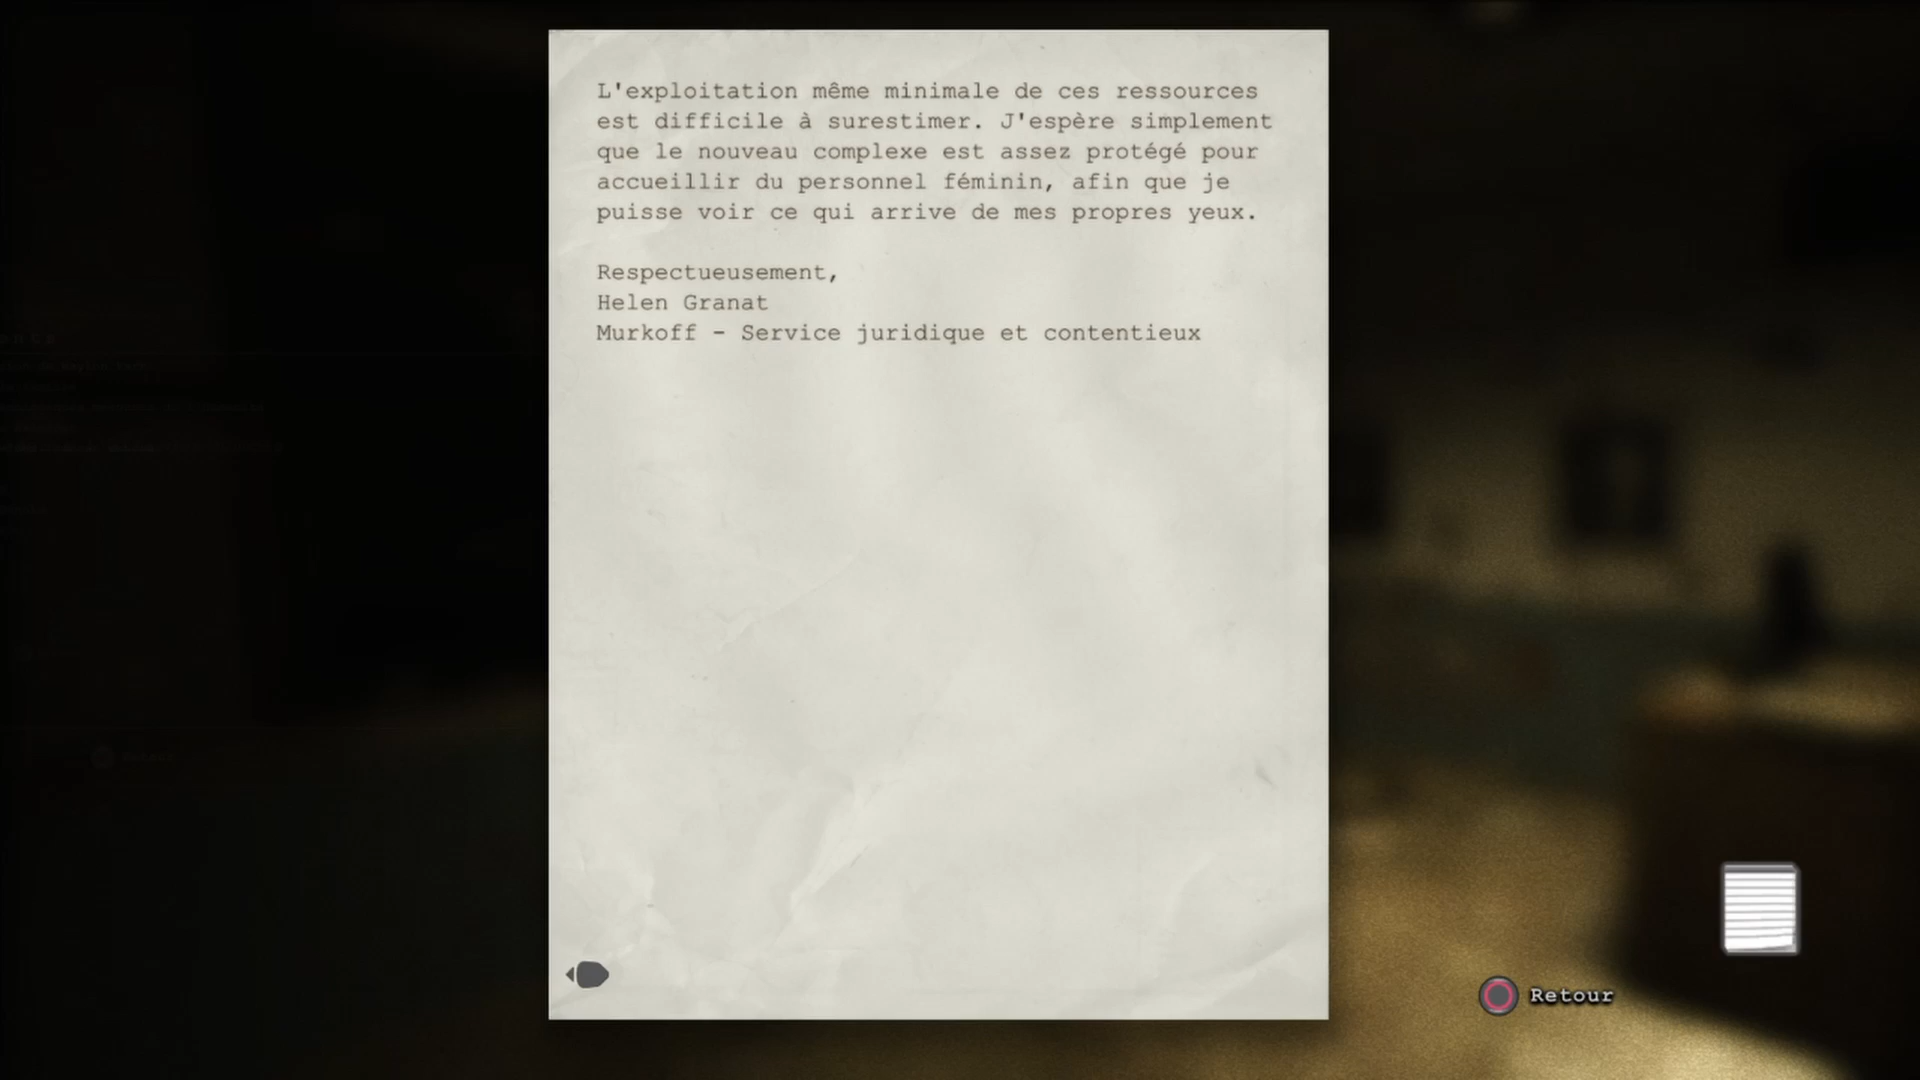 L'exploitation même minimale de ces ressources
est difficile à surestimer. J'espère simplement
que le nouveau complexe est assez protégé pour
accueillir du personnel féminin, afin que je
puisse voir ce qui arrive de mes propres yeux.
Respectueusement,
Helen Granat
Murkoff - Service juridique et contentieux
Retour